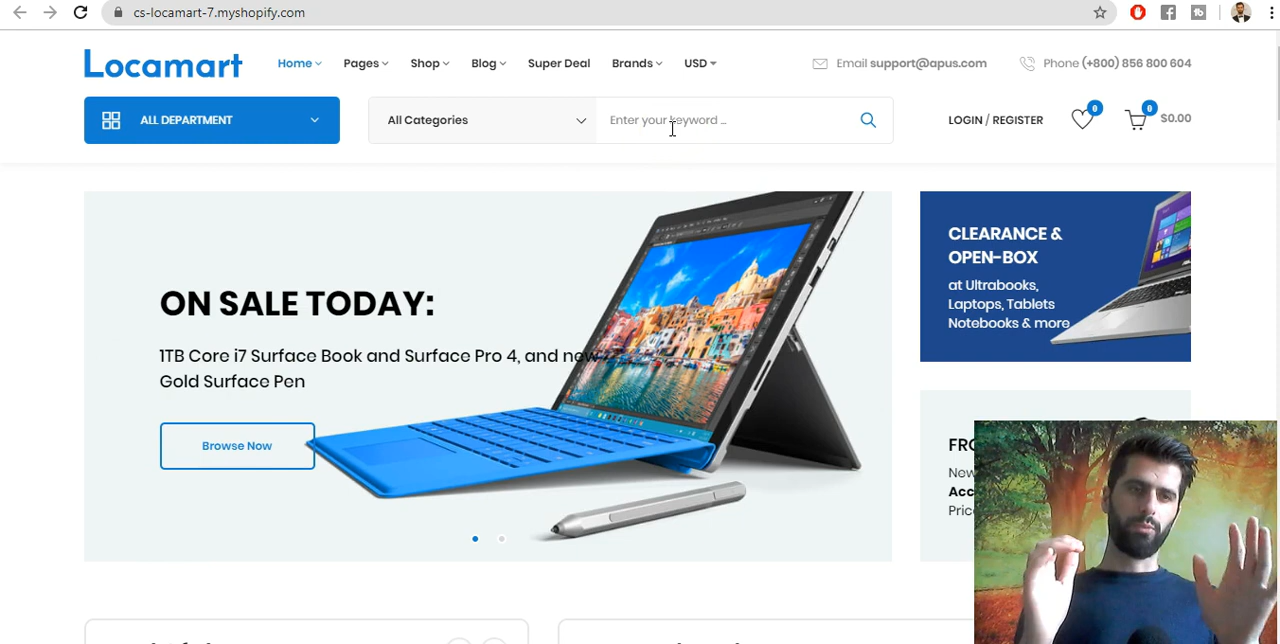 cs-locamart-7.myshopify.com
Locamart
Home Pages Shop Blog Super Deal Brands USD
Email support@apus.com
Phone (+800) 856 800 604
ALL DEPARTMENT
All Categories
Enter your keyword ...
LOGIN / REGISTER
0
0
$0.00
ON SALE TODAY:
1TB Core i7 Surface Book and Surface Pro 4, and new
Gold Surface Pen
Browse Now
CLEARANCE &
OPEN-BOX
at Ultrabooks,
Laptops, Tablets
Notebooks & more